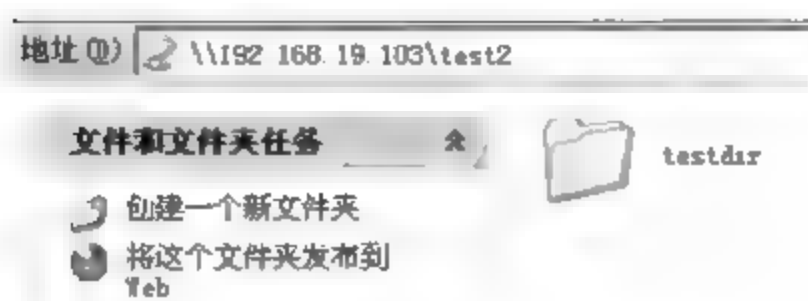 地址(D) \\192.168.19.103\test2
文件和文件夹任务
testdir
创建一个新文件夹
将这个文件夹发布到
Web